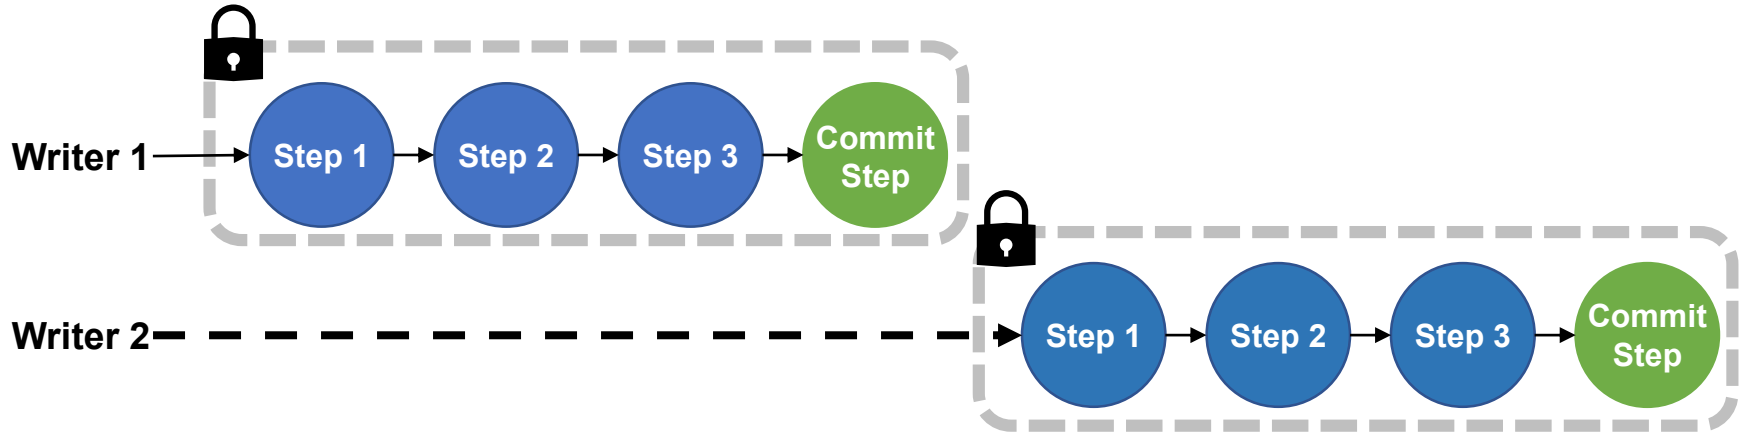 Writer 1
Step 1
Step 2
Step 3
Commit
Step
Writer 2
Step 1
Step 2
Step 3
Commit
Step